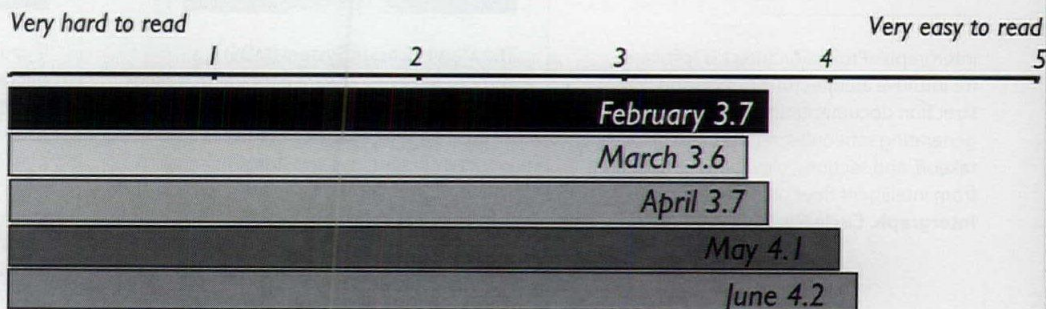 Very hard to read Very easy to read
1 2 3 4 5
February 3.7
March 3.6
April 3.7
May 4.1
June 4.2